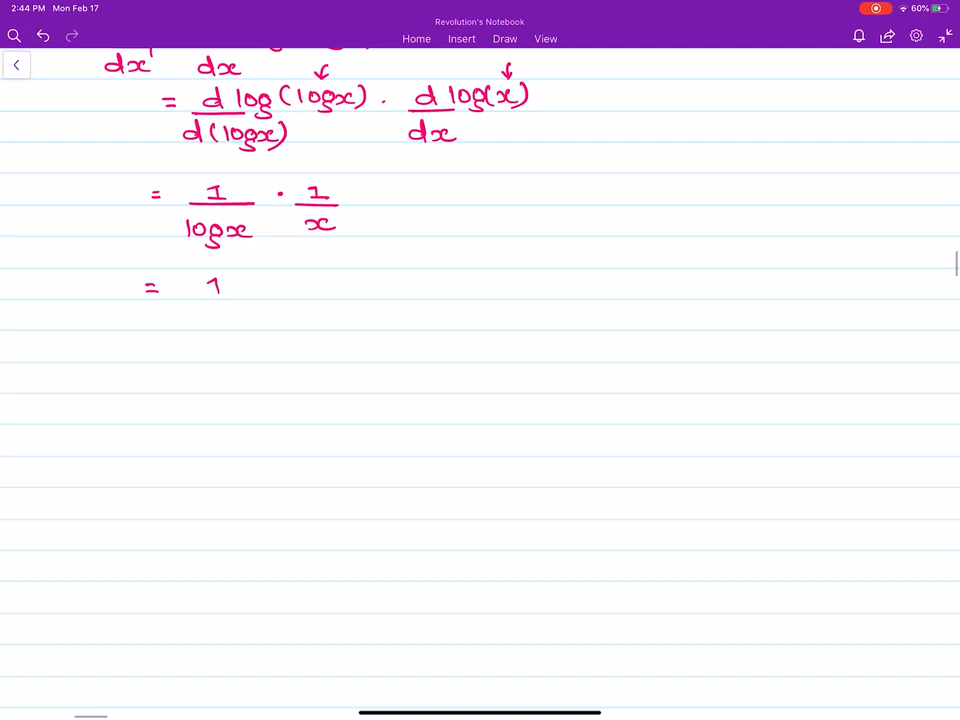 2:44 PM Mon Feb 17
60%
Revolution's Notebook
Home Insert Draw View
dx dx
= d log(logx) . d log(x)
d(logx) dx
= 1 . 1
logx x
= 1